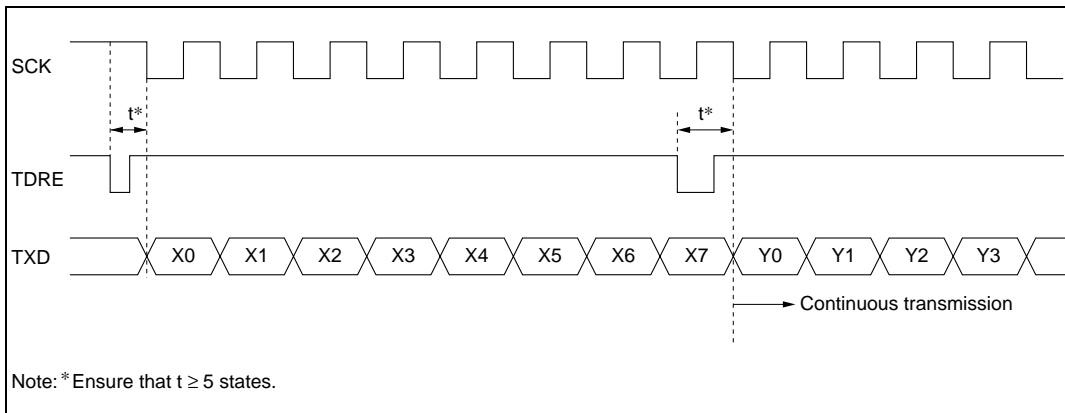 SCK
t* t*
TDRE
TXD X0 X1 X2 X3 X4 X5 X6 X7 Y0 Y1 Y2 Y3
Continuous transmission
Note: * Ensure that t ≥ 5 states.